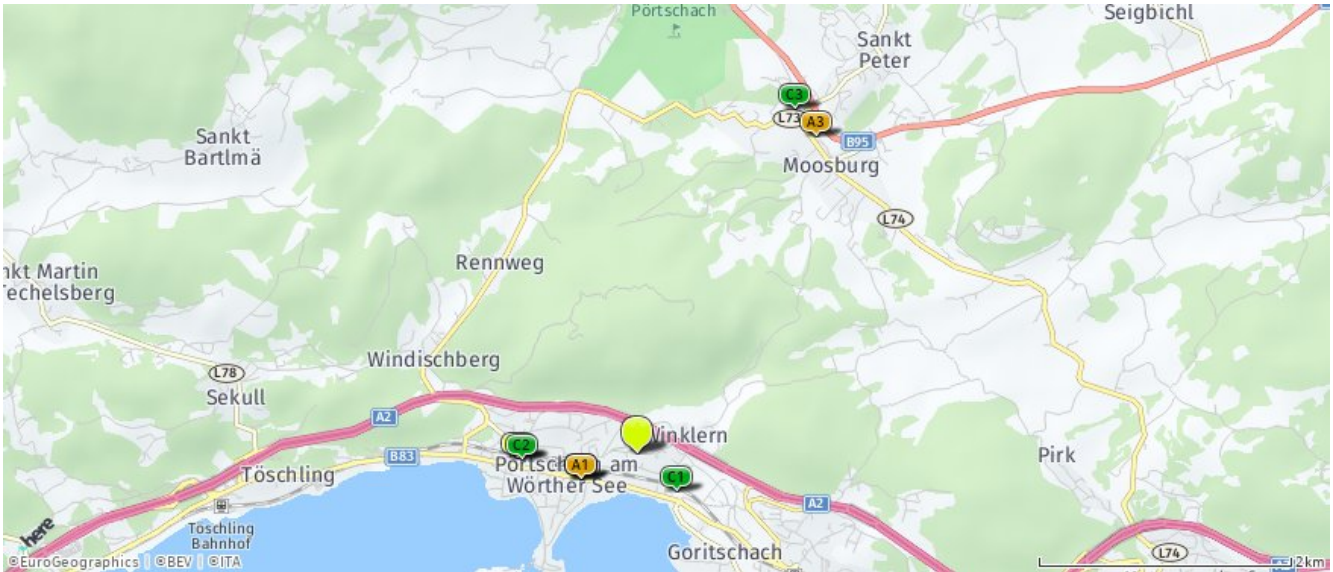 Pörtschach
Seigbichl
Sankt
Peter
C3
L73
A3
B95
Moosburg
Sankt
Bartlmä
L74
Rennweg
nkt Martin
Techelsberg
Windischberg
L78
Sekull
A2
C2
Winklern
B83
A1
Pörtschach am
Wörther See
C1
Pirk
Töschling
A2
Töschling
Bahnhof
here
Goritschach
L74
2km
©EuroGeographics | ©BEV | ©ITA